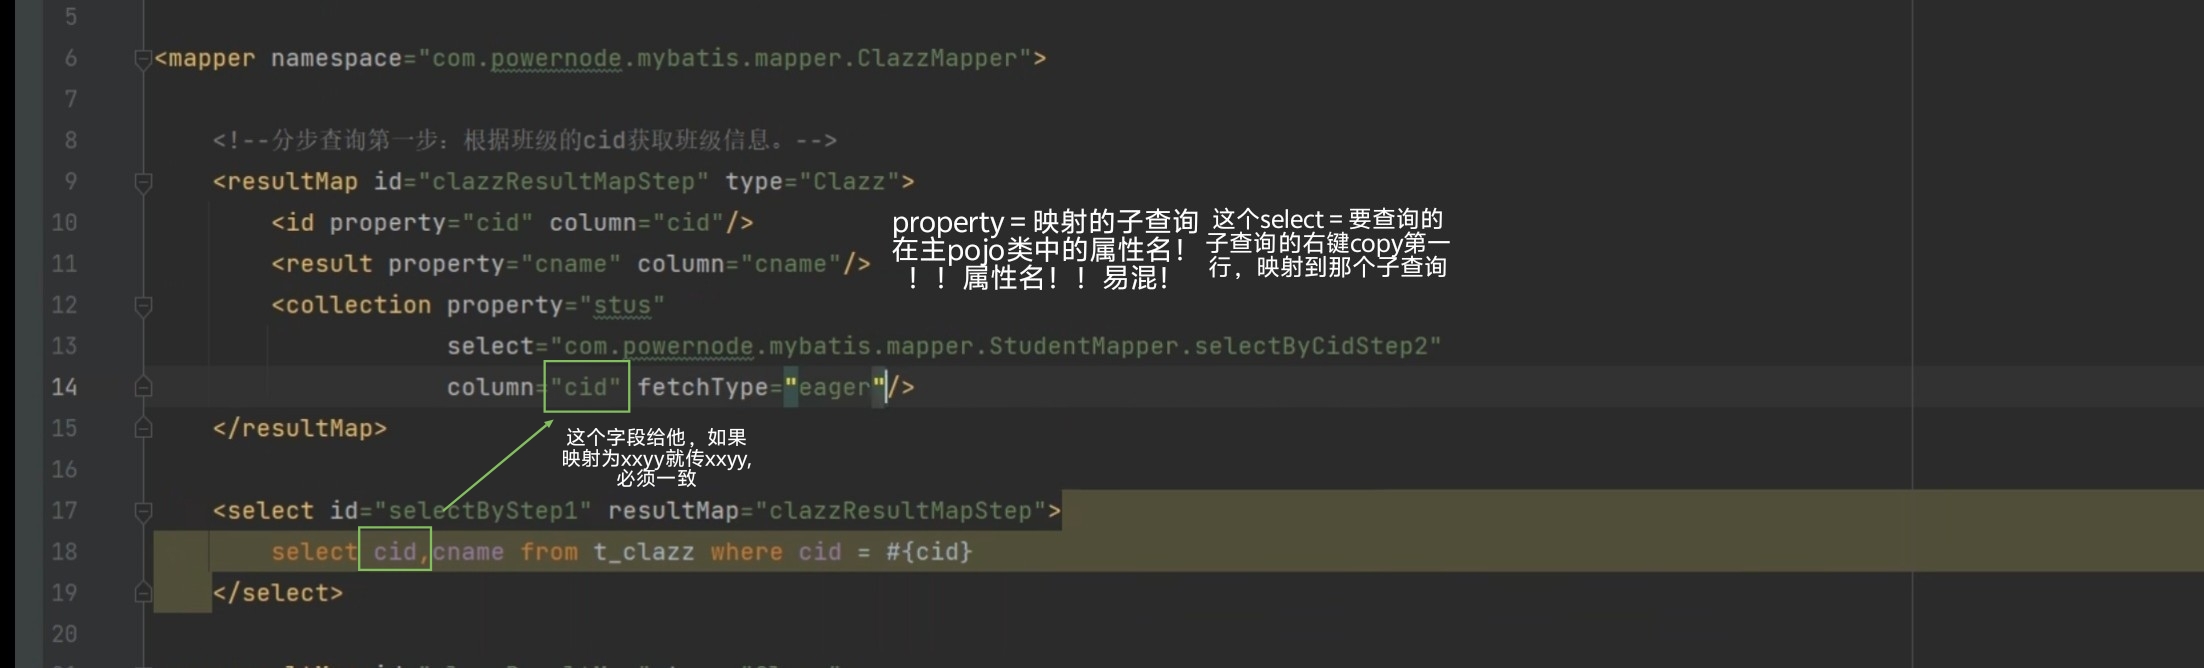 5
6 <mapper namespace="com.powernode.mybatis.mapper.ClazzMapper">
7
8 <!--分步查询第一步：根据班级的cid获取班级信息。-->
9 <resultMap id="clazzResultMapStep" type="Clazz">
10 <id property="cid" column="cid"/>
11 <result property="cname" column="cname"/>
12 <collection property="stus"
13 select="com.powernode.mybatis.mapper.StudentMapper.selectByCidStep2"
14 column="cid" fetchType="eager"/>
15 </resultMap>
16
17 <select id="selectByStep1" resultMap="clazzResultMapStep">
18 select cid,cname from t_clazz where cid = #{cid}
19 </select>
20
property = 映射的子查询
在主pojo类中的属性名！
！！属性名！！易混！
这个select = 要查询的
子查询的右键copy第一
行，映射到那个子查询
这个字段给他，如果
映射为xxyy就传xxyy,
必须一致